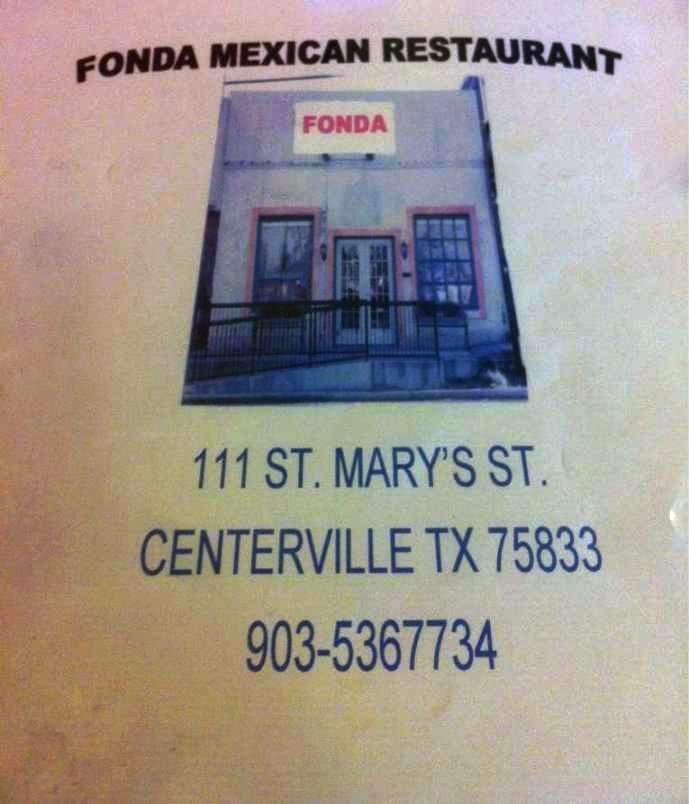 FONDA MEXICAN RESTAURANT
FONDA
111 ST. MARY'S ST.
CENTERVILLE TX 75833
903-5367734